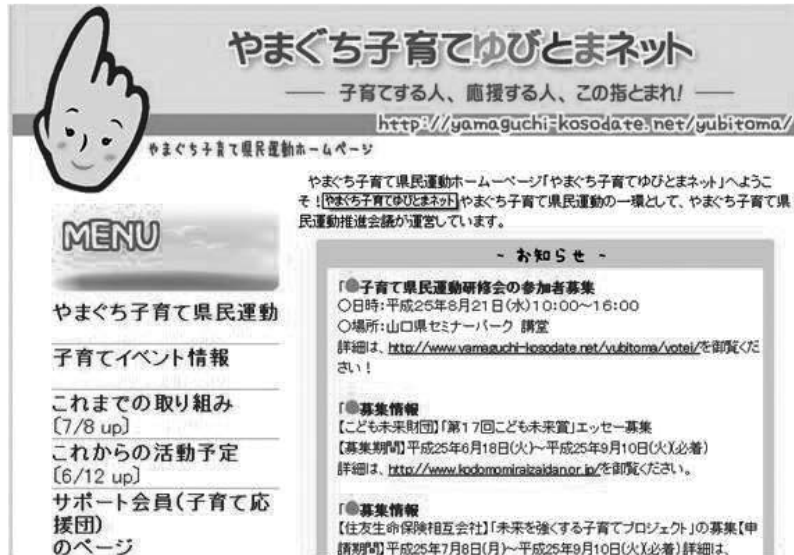 やまぐち子育てゆびとまネット
―― 子育てする人、応援する人、この指とまれ! ――
http://yamaguchi-kosodate.net/yubitoma/
やまぐち子育て県民運動ホームページ
やまぐち子育て県民運動ホームーページ「やまぐち子育てゆびとまネット」へようこ
そ!やまぐち子育てゆびとまネットやまぐち子育て県民運動の一環として、やまぐち子育て県
民運動推進会議が運営しています。
MENU
やまぐち子育て県民運動
子育てイベント情報
これまでの取り組み
〔7/8 up〕
これからの活動予定
〔6/12 up〕
サポート会員(子育て応
援団)
のページ
~ お知らせ ~
「●子育て県民運動研修会の参加者募集
○日時:平成25年8月21日(水)10:00~16:00
○場所:山口県セミナーパーク 講堂
詳細は、http://www.yamaguchi-kosodate.net/yubitoma/yotei/を御覧くだ
さい!
「●募集情報
【こども未来財団】「第17回こども未来賞」エッセー募集
【募集期間】平成25年6月18日(火)~平成25年9月10日(火)(必着)
詳細は、http://www.kodomomiraizaidan.or.jp/を御覧ください。
「●募集情報
【住友生命保険相互会社】「未来を強くする子育てプロジェクト」の募集【申
請期間】平成25年7月8日(月)~平成25年9月10日(火)(必着)詳細は、